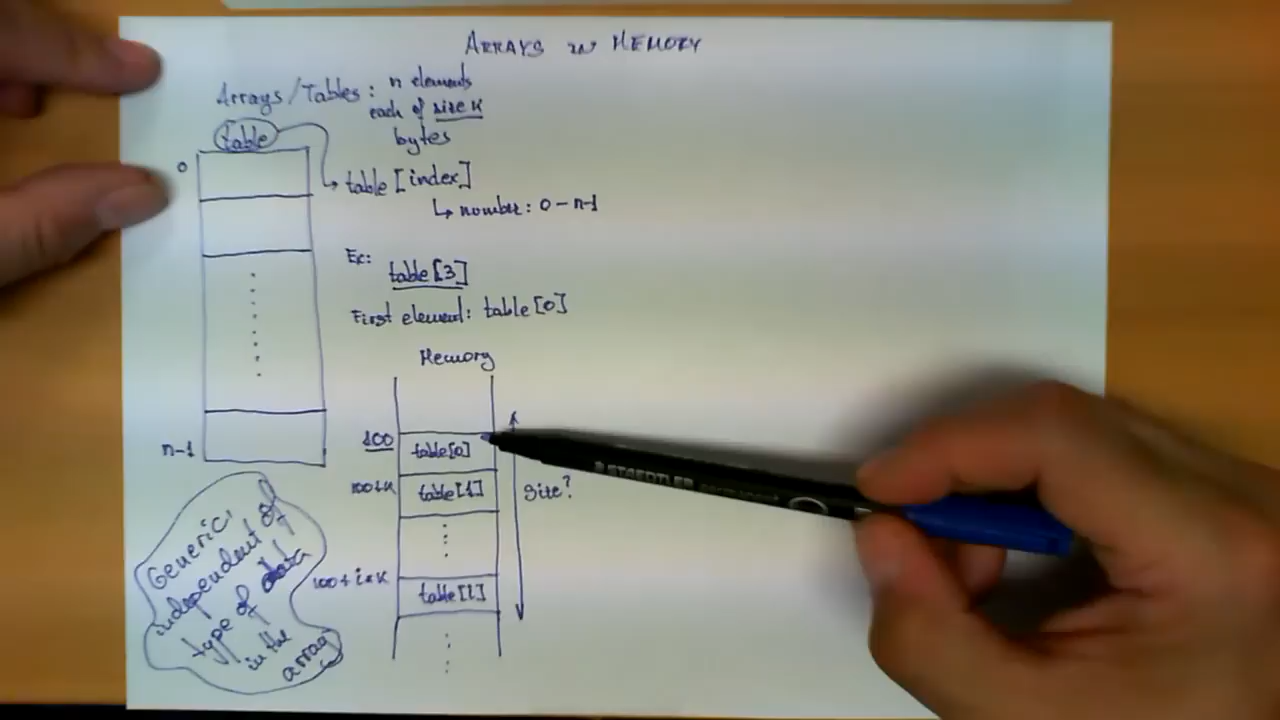 ARRAYS IN MEMORY
Arrays/Tables: n elements
each of size k
bytes
table
0
table [index]
↳ number: 0 - n-1
Ex:
table [3]
First element: table [0]
Memory
n-1
100
table[0]
100+k
table[1]
Size?
100+i*k
table[i]
Generic,
independent of
type of data
in the
array
STAEDTLER